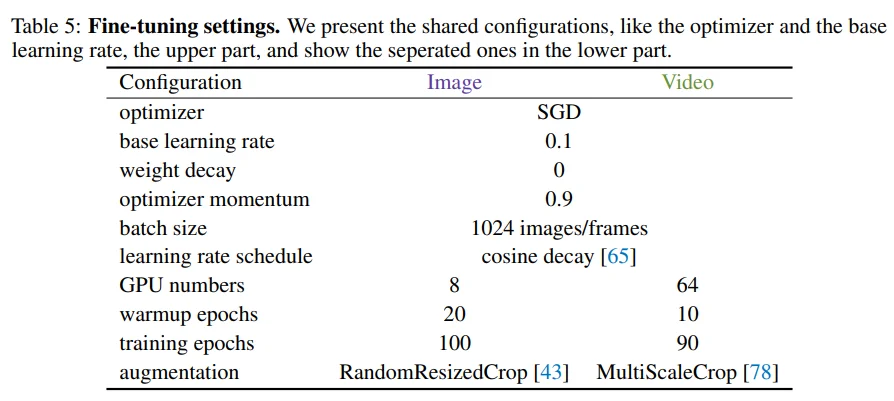 Table 5: Fine-tuning settings. We present the shared configurations, like the optimizer and the base
learning rate, the upper part, and show the seperated ones in the lower part.
Configuration Image Video
optimizer SGD
base learning rate 0.1
weight decay 0
optimizer momentum 0.9
batch size 1024 images/frames
learning rate schedule cosine decay [65]
GPU numbers 8 64
warmup epochs 20 10
training epochs 100 90
augmentation RandomResizedCrop [43] MultiScaleCrop [78]